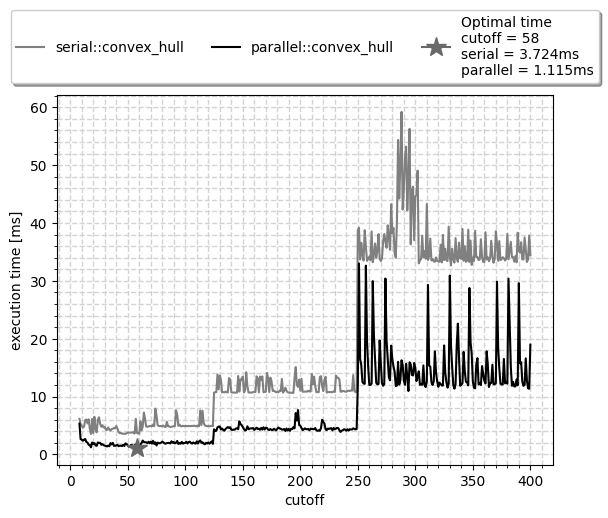 serial::convex_hull
parallel::convex_hull
Optimal time
cutoff = 58
serial = 3.724ms
parallel = 1.115ms
execution time [ms]
60
50
40
30
20
10
0
0 50 100 150 200 250 300 350 400
cutoff